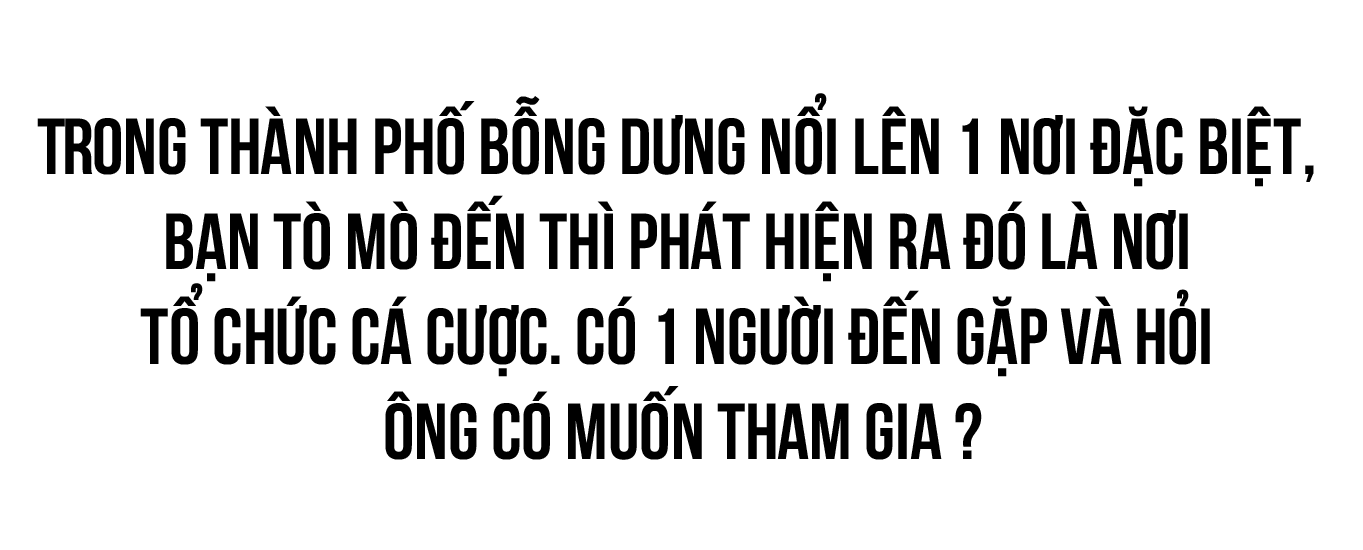 TRONG THÀNH PHỐ BỖNG DƯNG NỔI LÊN 1 NƠI ĐẶC BIỆT,
BẠN TÒ MÒ ĐẾN THÌ PHÁT HIỆN RA ĐÓ LÀ NƠI
TỔ CHỨC CÁ CƯỢC. CÓ 1 NGƯỜI ĐẾN GẶP VÀ HỎI
ÔNG CÓ MUỐN THAM GIA ?